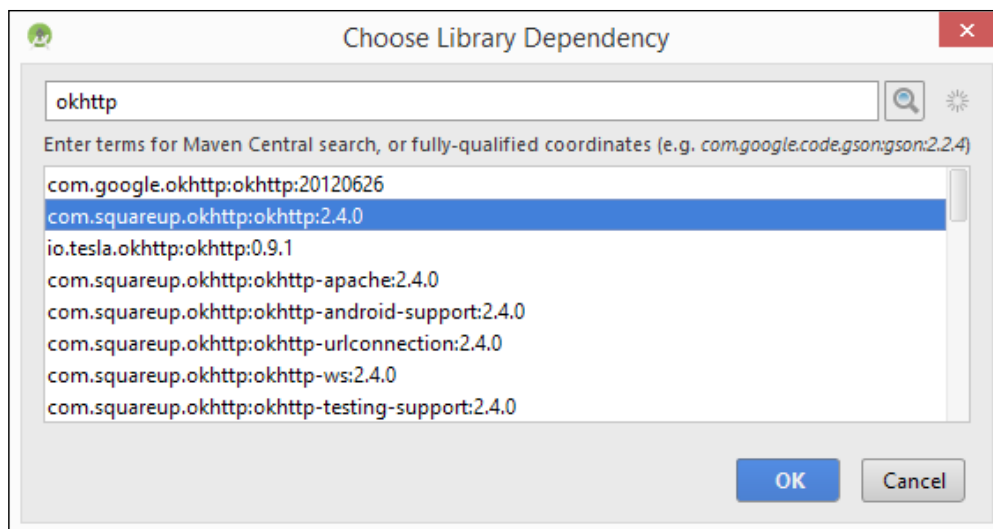 Choose Library Dependency
okhttp
Enter terms for Maven Central search, or fully-qualified coordinates (e.g. com.google.code.gson:gson:2.2.4)
com.google.okhttp:okhttp:20120626
com.squareup.okhttp:okhttp:2.4.0
io.tesla.okhttp:okhttp:0.9.1
com.squareup.okhttp:okhttp-apache:2.4.0
com.squareup.okhttp:okhttp-android-support:2.4.0
com.squareup.okhttp:okhttp-urlconnection:2.4.0
com.squareup.okhttp:okhttp-ws:2.4.0
com.squareup.okhttp:okhttp-testing-support:2.4.0
OK Cancel